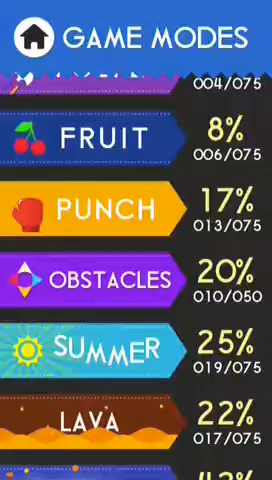 GAME MODES
004/075
FRUIT
8%
006/075
PUNCH
17%
013/075
OBSTACLES
20%
010/050
SUMMER
25%
019/075
LAVA
22%
017/075